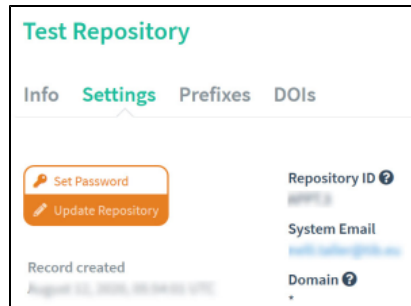 Test Repository
Info Settings Prefixes DOIs
Set Password
Update Repository
Repository ID
System Email
Record created
Domain
*